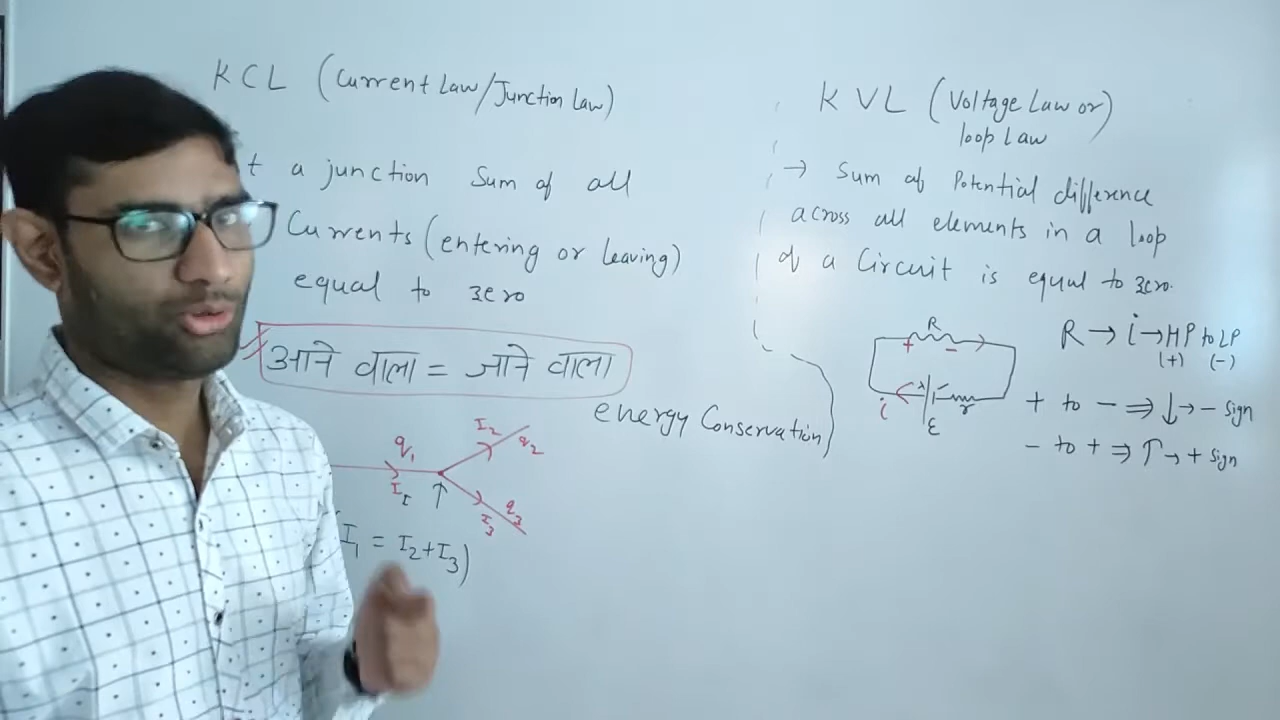 KCL (Current Law/Junction Law)
t a junction Sum of all
Currents (entering or leaving)
equal to zero
आने वाला = जाने वाला
q1
I1
I2
q2
I3
q3
I1 = I2+I3)
KVL (Voltage Law or)
loop Law
→ Sum of Potential difference
across all elements in a loop
of a Circuit is equal to zero.
energy Conservation
R
+ -
i
ε
r
R → i → HP to LP
(+) (-)
+ to - ⇒ ↓ → - sign
- to + ⇒ ↑ → + sign